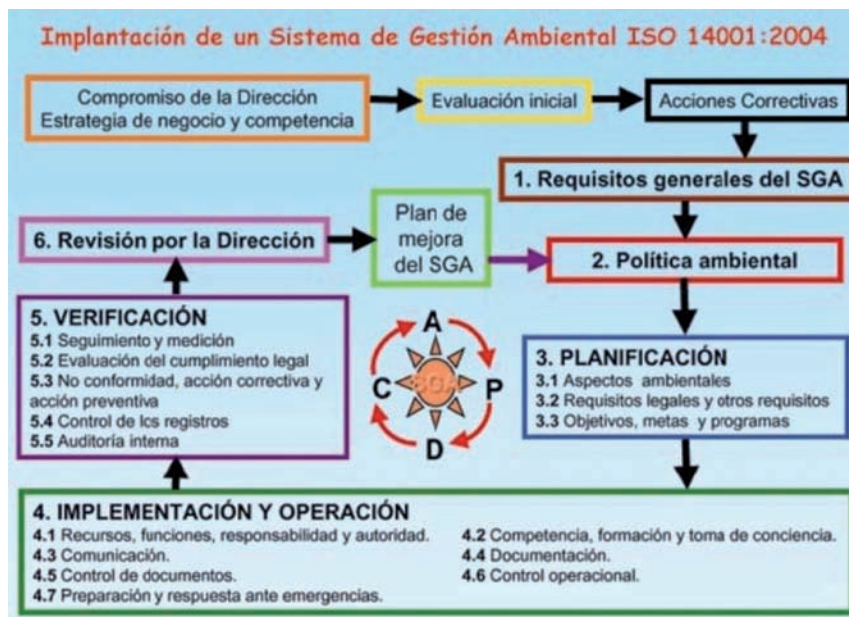 Implantación de un Sistema de Gestión Ambiental ISO 14001:2004
Compromiso de la Dirección
Estrategia de negocio y competencia
Evaluación inicial
Acciones Correctivas
1. Requisitos generales del SGA
6. Revisión por la Dirección
Plan de
mejora
del SGA
2. Política ambiental
5. VERIFICACIÓN
5.1 Seguimiento y medición
5.2 Evaluación del cumplimiento legal
5.3 No conformidad, acción correctiva y
acción preventiva
5.4 Control de los registros
5.5 Auditoría interna
A
C
SGA
P
D
3. PLANIFICACIÓN
3.1 Aspectos ambientales
3.2 Requisitos legales y otros requisitos
3.3 Objetivos, metas y programas
4. IMPLEMENTACIÓN Y OPERACIÓN
4.1 Recursos, funciones, responsabilidad y autoridad.
4.2 Competencia, formación y toma de conciencia.
4.3 Comunicación.
4.4 Documentación.
4.5 Control de documentos.
4.6 Control operacional.
4.7 Preparación y respuesta ante emergencias.